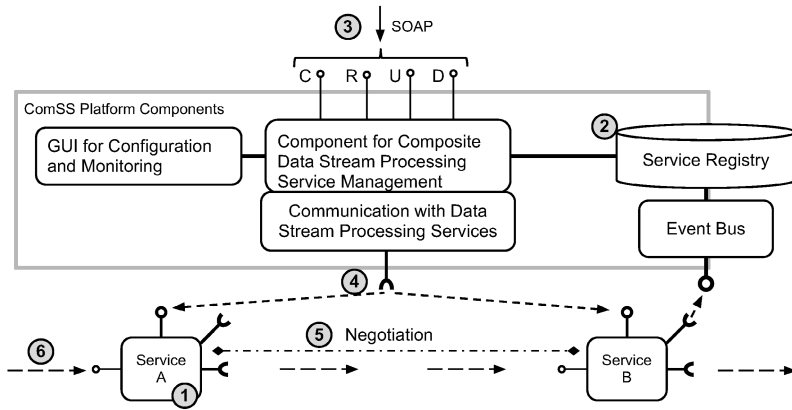 3
SOAP
C R U D
ComSS Platform Components
2
GUI for Configuration
and Monitoring
Component for Composite
Data Stream Processing
Service Management
Service Registry
Communication with Data
Stream Processing Services
Event Bus
4
5
Negotiation
6
Service
A
1
Service
B